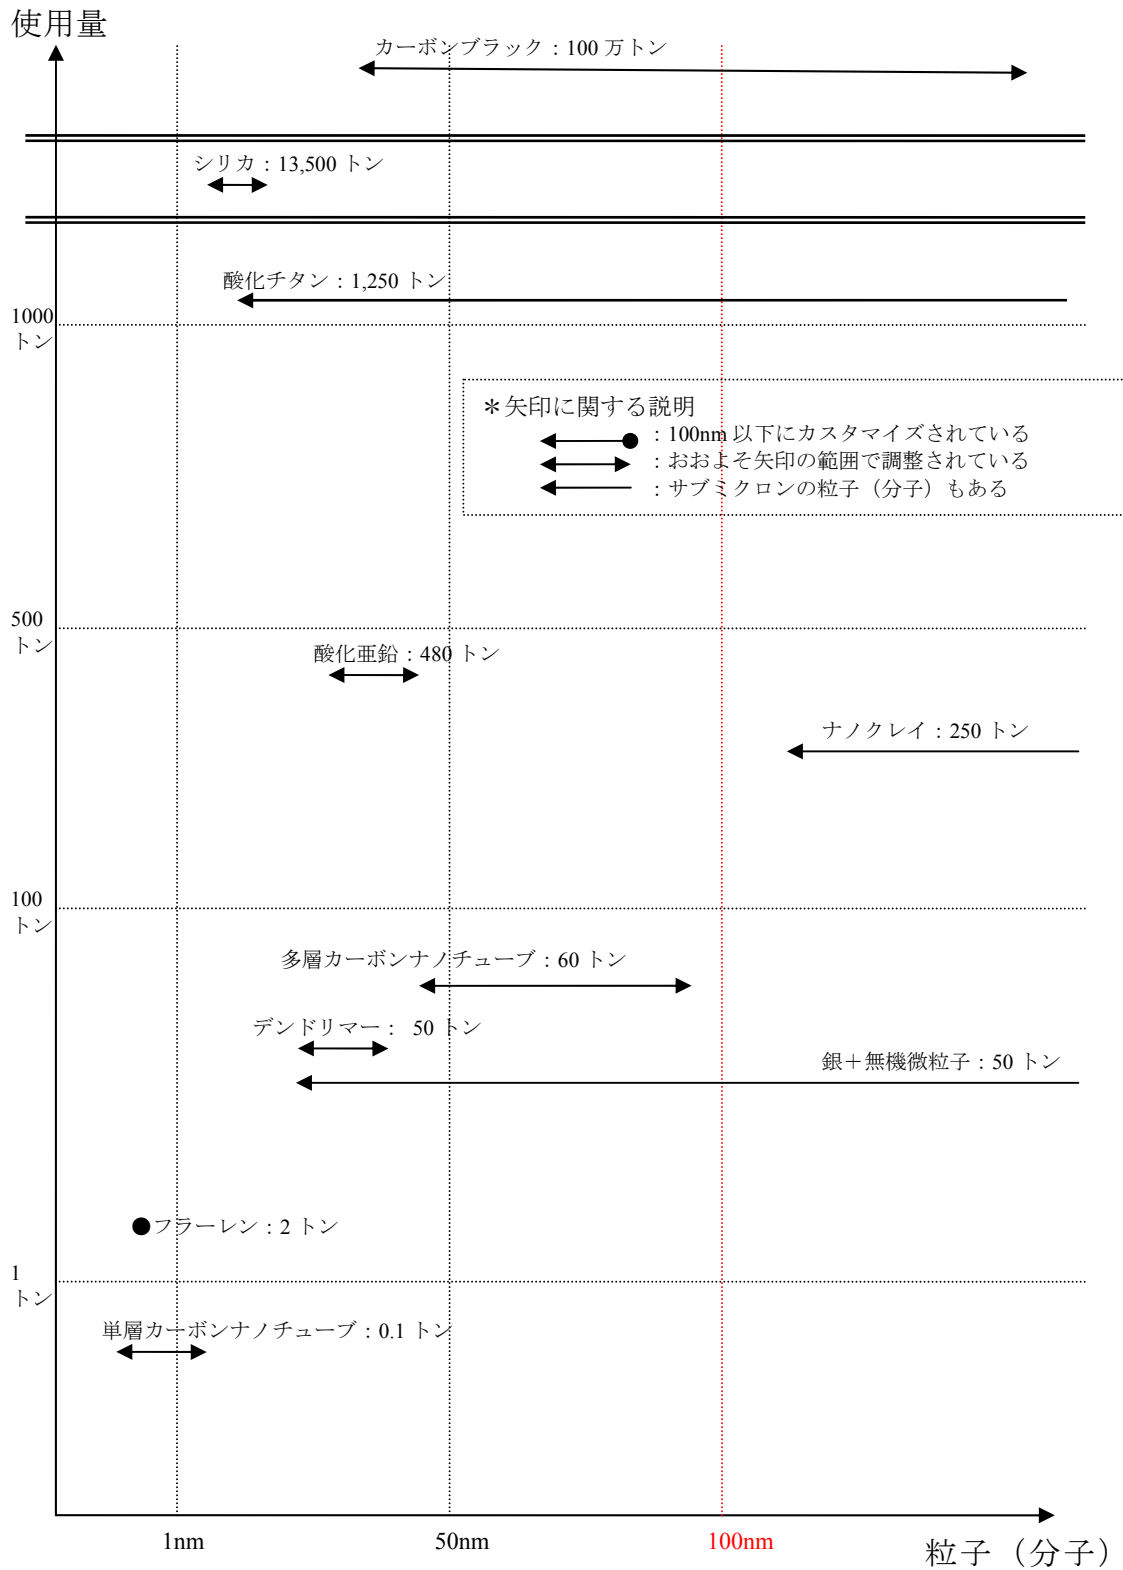 使用量
カーボンブラック：100 万トン
シリカ：13,500 トン
酸化チタン：1,250 トン
1000
トン
＊矢印に関する説明
：100nm 以下にカスタマイズされている
：おおよそ矢印の範囲で調整されている
：サブミクロンの粒子（分子）もある
500
トン
酸化亜鉛：480 トン
ナノクレイ：250 トン
100
トン
多層カーボンナノチューブ：60 トン
デンドリマー： 50 トン
銀＋無機微粒子：50 トン
フラーレン：2 トン
1
トン
単層カーボンナノチューブ：0.1 トン
1nm
50nm
100nm
粒子（分子）